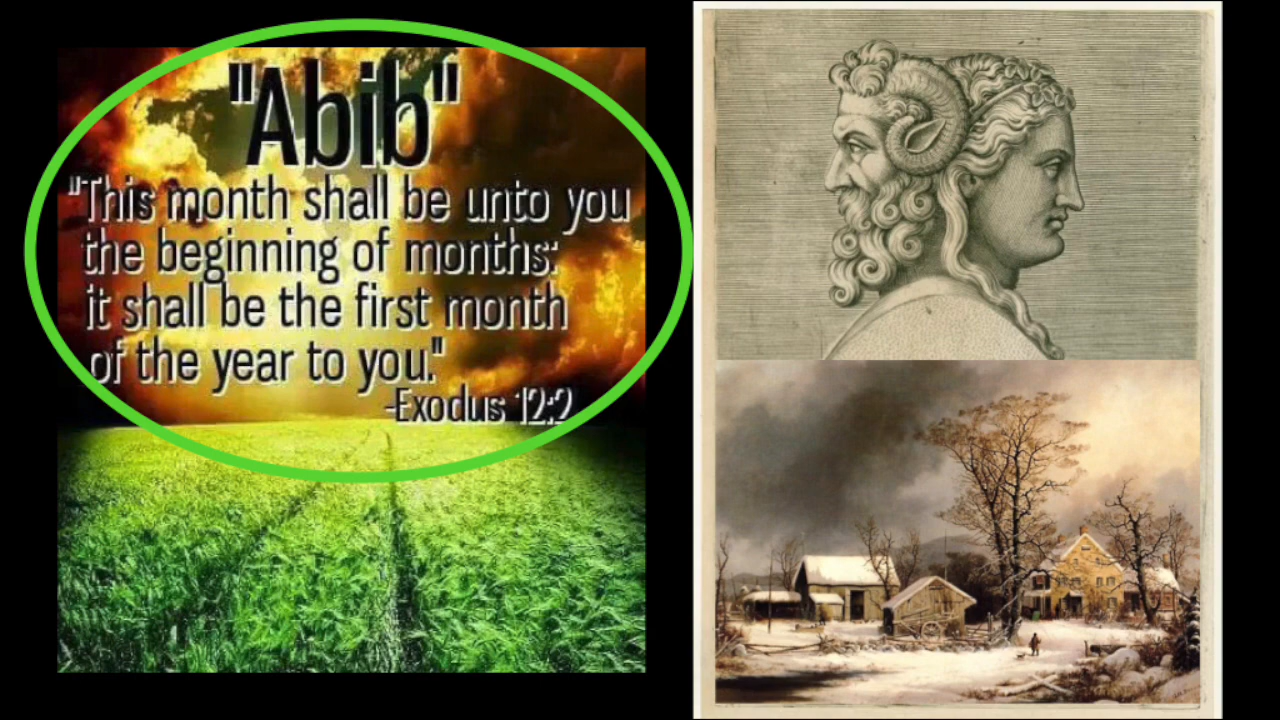 "Abib"
"This month shall be unto you
the beginning of months:
it shall be the first month
of the year to you."
-Exodus 12:2